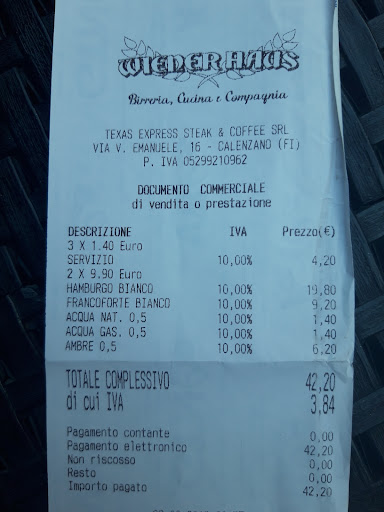 WIENER HAUS
Birreria, Cucina e Compagnia
TEXAS EXPRESS STEAK & COFFEE SRL
VIA V. EMANUELE, 16 - CALENZANO (FI)
P. IVA 05299210962
DOCUMENTO COMMERCIALE
di vendita o prestazione
DESCRIZIONE IVA Prezzo(€)
3 X 1.40 Euro
SERVIZIO 10,00% 4,20
2 X 9.90 Euro
HAMBURGO BIANCO 10,00% 19,80
FRANCOFORTE BIANCO 10,00% 9,20
ACQUA NAT. 0,5 10,00% 1,40
ACQUA GAS. 0,5 10,00% 1,40
AMBRE 0,5 10,00% 6,20
TOTALE COMPLESSIVO 42,20
di cui IVA 3,84
Pagamento contante 0,00
Pagamento elettronico 42,20
Non riscosso 0,00
Resto 0,00
Importo pagato 42,20